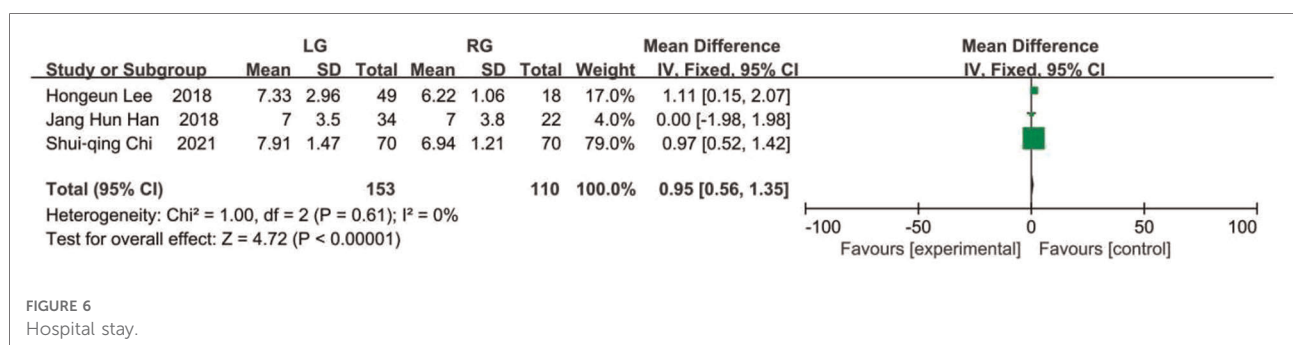 LG RG Mean Difference Mean Difference
Study or Subgroup Mean SD Total Mean SD Total Weight IV, Fixed, 95% CI IV, Fixed, 95% CI
Hongeun Lee 2018 7.33 2.96 49 6.22 1.06 18 17.0% 1.11 [0.15, 2.07]
Jang Hun Han 2018 7 3.5 34 7 3.8 22 4.0% 0.00 [-1.98, 1.98]
Shui-qing Chi 2021 7.91 1.47 70 6.94 1.21 70 79.0% 0.97 [0.52, 1.42]
Total (95% CI) 153 110 100.0% 0.95 [0.56, 1.35]
Heterogeneity: Chi² = 1.00, df = 2 (P = 0.61); I² = 0%
Test for overall effect: Z = 4.72 (P < 0.00001)
-100 -50 0 50 100
Favours [experimental] Favours [control]
FIGURE 6
Hospital stay.